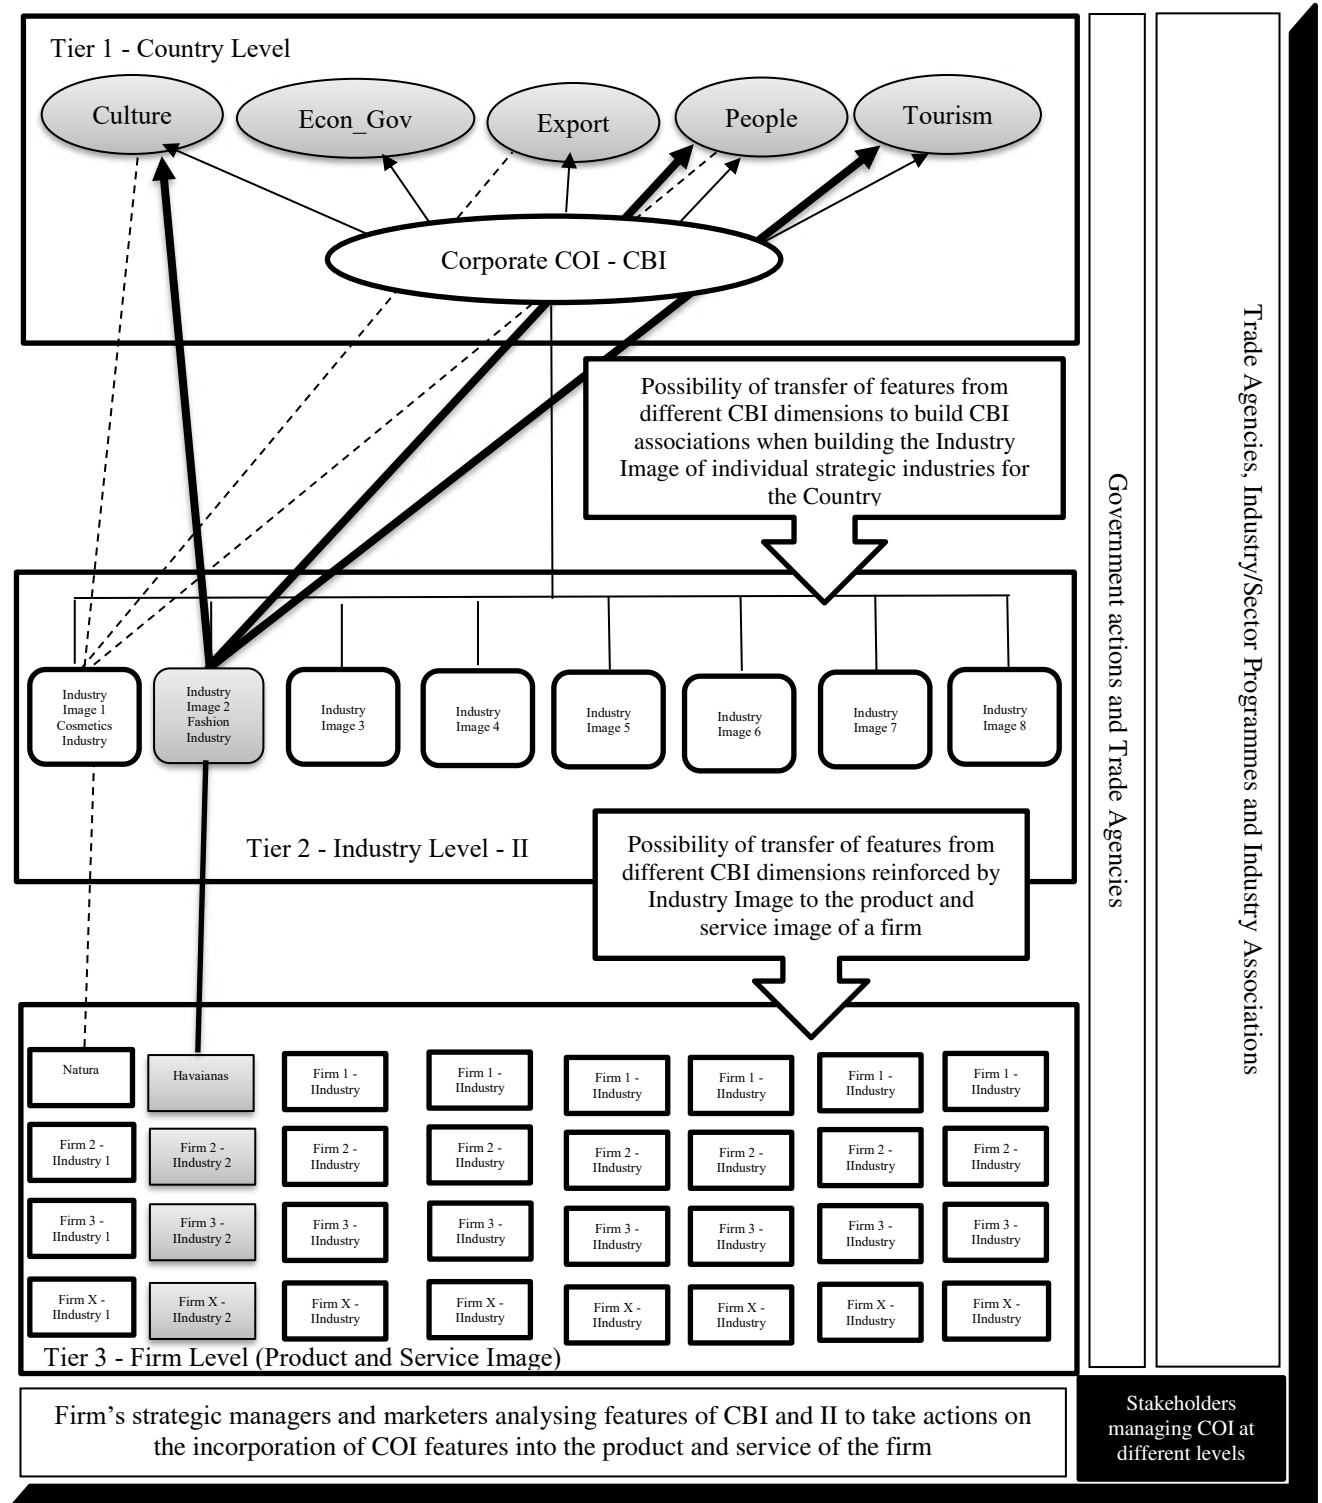 Tier 1 - Country Level
Culture
Econ_Gov
Export
People
Tourism
Corporate COI - CBI
Possibility of transfer of features from
different CBI dimensions to build CBI
associations when building the Industry
Image of individual strategic industries for
the Country
Industry
Image 1
Cosmetics
Industry
Industry
Image 2
Fashion
Industry
Industry
Image 3
Industry
Image 4
Industry
Image 5
Industry
Image 6
Industry
Image 7
Industry
Image 8
Tier 2 - Industry Level - II
Possibility of transfer of features from
different CBI dimensions reinforced by
Industry Image to the product and
service image of a firm
Natura
Havaianas
Firm 1 -
IIndustry
Firm 1 -
IIndustry
Firm 1 -
IIndustry
Firm 1 -
IIndustry
Firm 1 -
IIndustry
Firm 1 -
IIndustry
Firm 2 -
IIndustry 1
Firm 2 -
IIndustry 2
Firm 2 -
IIndustry
Firm 2 -
IIndustry
Firm 2 -
IIndustry
Firm 2 -
IIndustry
Firm 2 -
IIndustry
Firm 2 -
IIndustry
Firm 3 -
IIndustry 1
Firm 3 -
IIndustry 2
Firm 3 -
IIndustry
Firm 3 -
IIndustry
Firm 3 -
IIndustry
Firm 3 -
IIndustry
Firm 3 -
IIndustry
Firm 3 -
IIndustry
Firm X -
IIndustry 1
Firm X -
IIndustry 2
Firm X -
IIndustry
Firm X -
IIndustry
Firm X -
IIndustry
Firm X -
IIndustry
Firm X -
IIndustry
Firm X -
IIndustry
Tier 3 - Firm Level (Product and Service Image)
Firm’s strategic managers and marketers analysing features of CBI and II to take actions on
the incorporation of COI features into the product and service of the firm
Government actions and Trade Agencies
Trade Agencies, Industry/Sector Programmes and Industry Associations
Stakeholders
managing COI at
different levels